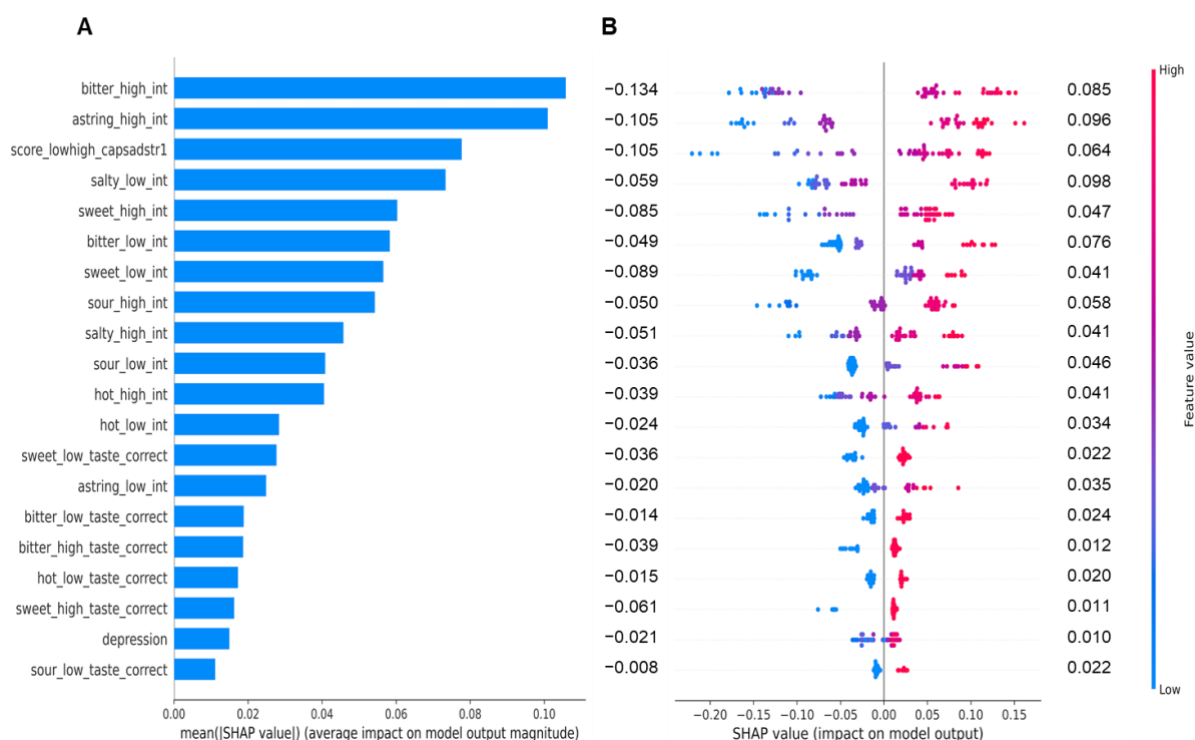 A
B
bitter_high_int
−0.134
0.085
High
astring_high_int
−0.105
0.096
score_lowhigh_capsadstr1
−0.105
0.064
salty_low_int
−0.059
0.098
sweet_high_int
−0.085
0.047
bitter_low_int
−0.049
0.076
sweet_low_int
−0.089
0.041
sour_high_int
−0.050
0.058
salty_high_int
−0.051
0.041
sour_low_int
−0.036
0.046
hot_high_int
−0.039
0.041
Feature value
hot_low_int
−0.024
0.034
sweet_low_taste_correct
−0.036
0.022
astring_low_int
−0.020
0.035
bitter_low_taste_correct
−0.014
0.024
bitter_high_taste_correct
−0.039
0.012
hot_low_taste_correct
−0.015
0.020
sweet_high_taste_correct
−0.061
0.011
depression
−0.021
0.010
sour_low_taste_correct
−0.008
0.022
Low
0.00 0.02 0.04 0.06 0.08 0.10
mean(|SHAP value|) (average impact on model output magnitude)
−0.20 −0.15 −0.10 −0.05 0.00 0.05 0.10 0.15
SHAP value (impact on model output)